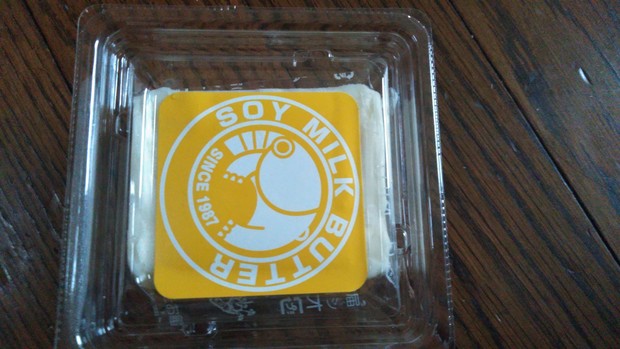 SOY MILK BUTTER
SINCE 1987